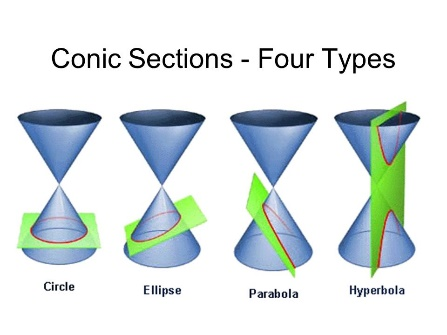 Conic Sections - Four Types
Circle
Ellipse
Parabola
Hyperbola